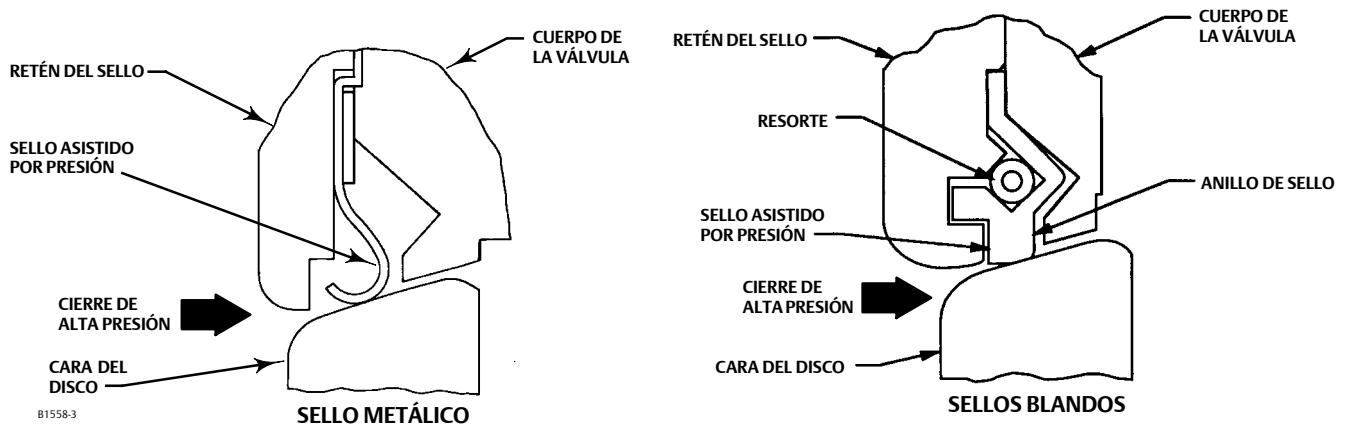 CUERPO DE
LA VÁLVULA
RETÉN DEL SELLO
SELLO ASISTIDO
POR PRESIÓN
CIERRE DE
ALTA PRESIÓN
CARA DEL
DISCO
B1558-3
SELLO METÁLICO
CUERPO DE
LA VÁLVULA
RETÉN DEL SELLO
RESORTE
ANILLO DE SELLO
SELLO ASISTIDO
POR PRESIÓN
CIERRE DE
ALTA PRESIÓN
CARA DEL DISCO
SELLOS BLANDOS